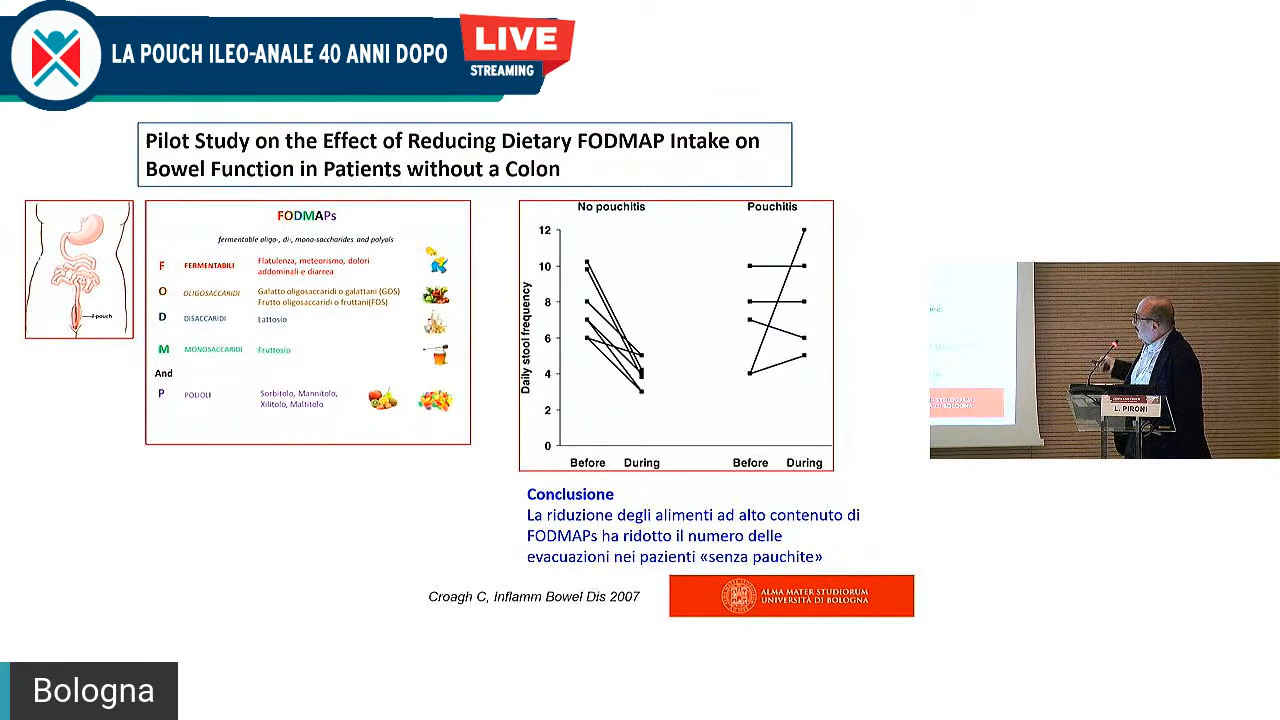 LA POUCH ILEO-ANALE 40 ANNI DOPO
LIVE
STREAMING
Pilot Study on the Effect of Reducing Dietary FODMAP Intake on
Bowel Function in Patients without a Colon
J-pouch
FODMAPs
fermentable oligo-, di-, mono-saccharides and polyols
F FERMENTABILI Flatulenza, meteorismo, dolori
addominali e diarrea
O OLIGOSACCARIDI Galatto oligosaccaridi o galattani (GOS)
Frutto oligosaccaridi o fruttani(FOS)
D DISACCARIDI Lattosio
M MONOSACCARIDI Fruttosio
And
P POLIOLI Sorbitolo, Mannitolo,
Xilitolo, Maltitolo
No pouchitis Pouchitis
Daily stool frequency
12
10
8
6
4
2
0
Before During Before During
Conclusione
La riduzione degli alimenti ad alto contenuto di
FODMAPs ha ridotto il numero delle
evacuazioni nei pazienti «senza pauchite»
Croagh C, Inflamm Bowel Dis 2007
ALMA MATER STUDIORUM
UNIVERSITÀ DI BOLOGNA
L. PIRONI
Bologna